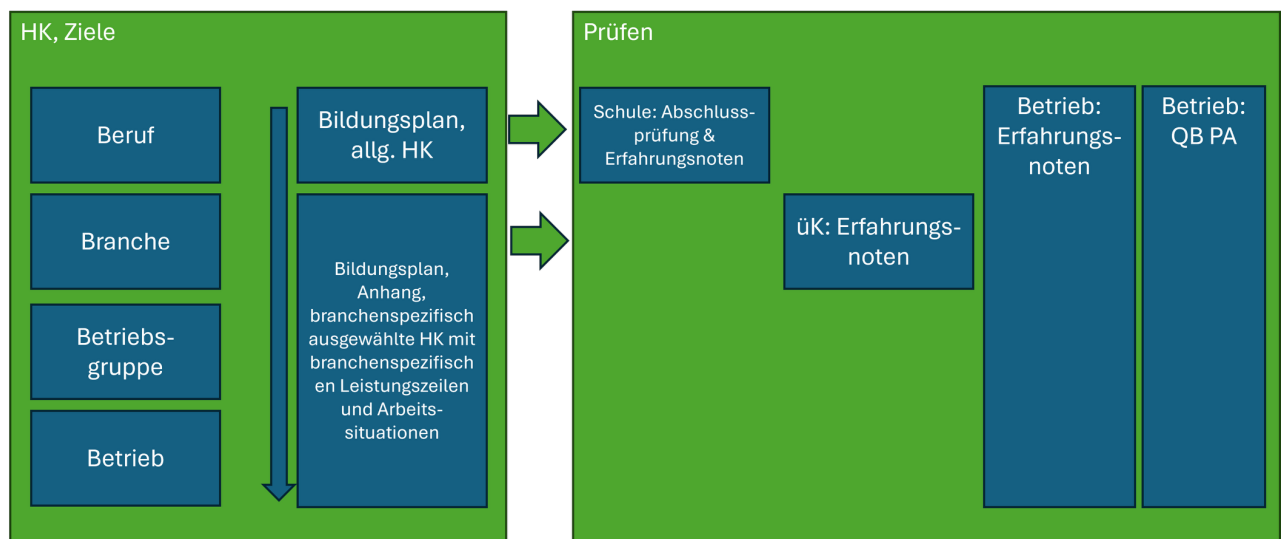 HK, Ziele
Beruf
Branche
Betriebs-
gruppe
Betrieb
Bildungsplan,
allg. HK
Bildungsplan,
Anhang,
branchenspezifisch
ausgewählte HK mit
branchenspezifisch
en Leistungszeilen
und Arbeits-
situationen
Prüfen
Schule: Abschluss-
prüfung &
Erfahrungsnoten
üK: Erfahrungs-
noten
Betrieb:
Erfahrungs-
noten
Betrieb:
QB PA